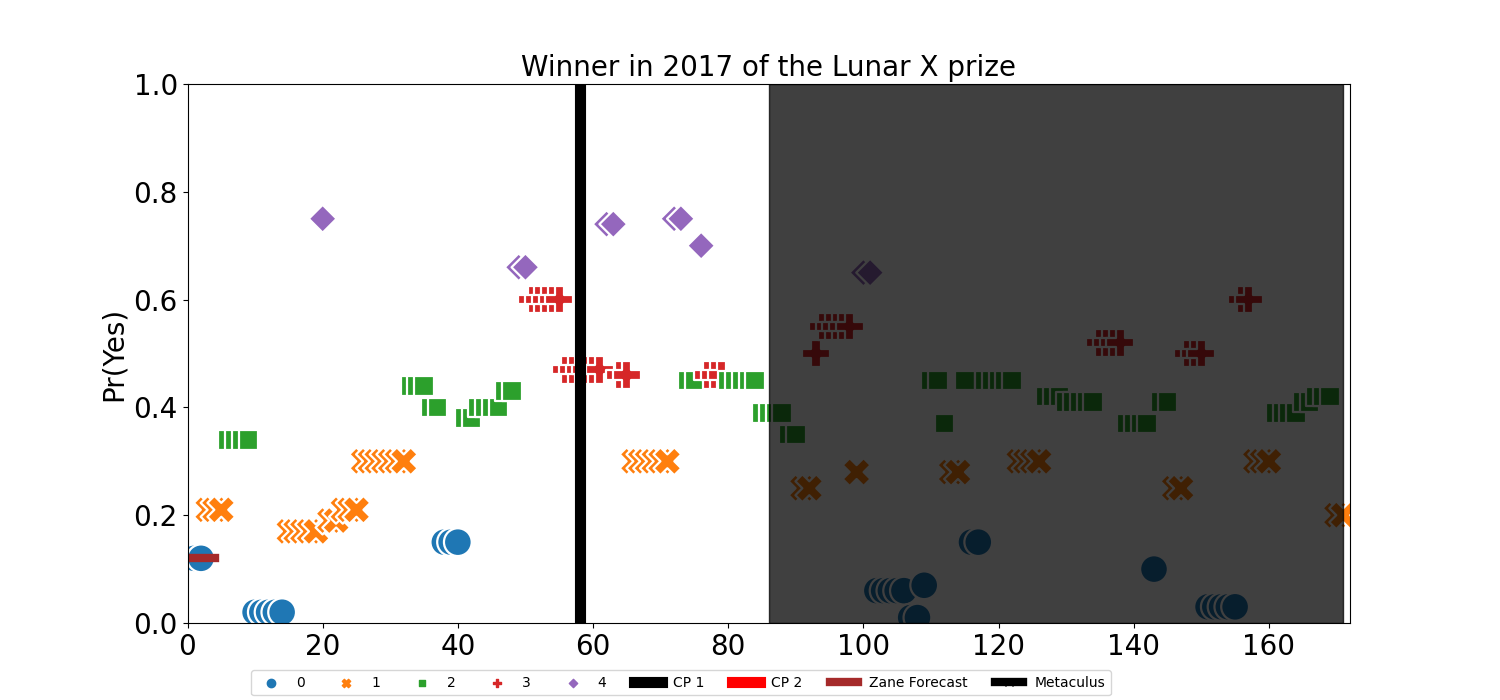 Winner in 2017 of the Lunar X prize
1.0
0.8
0.6
0.4
0.2
0.0
Pr(Yes)
0 20 40 60 80 100 120 140 160
0 1 2 3 4 CP 1 CP 2 Zane Forecast Metaculus